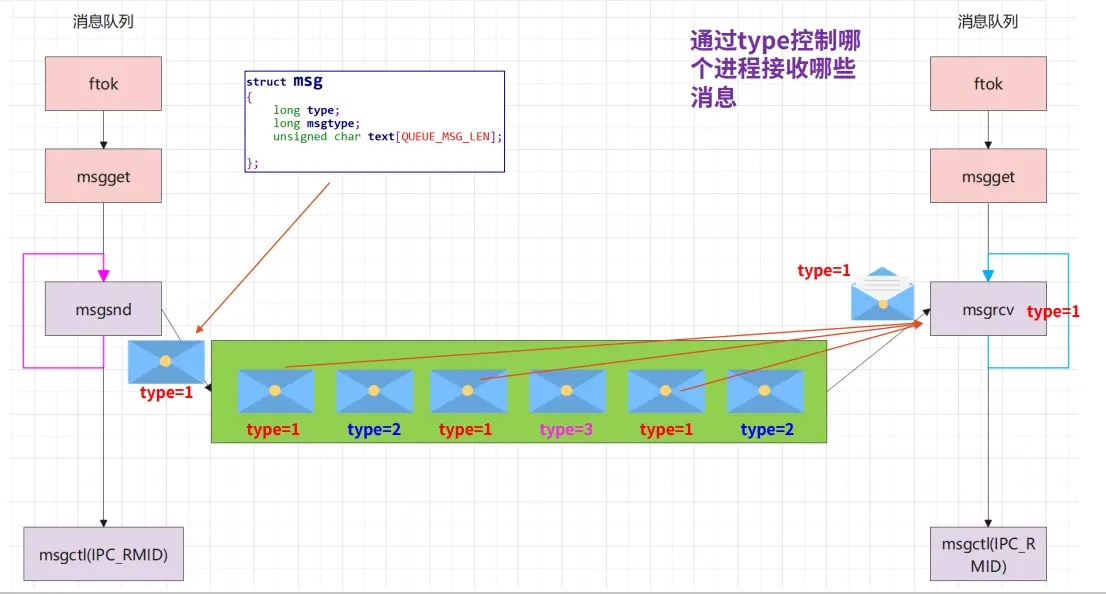 消息队列
消息队列
通过type控制哪
个进程接收哪些
消息
ftok
struct msg
{
long type;
long msgtype;
unsigned char text[QUEUE_MSG_LEN];
};
ftok
msgget
msgget
type=1
msgsnd
msgrcv
type=1
type=1
type=1
type=2
type=1
type=3
type=1
type=2
msgctl(IPC_RMID)
msgctl(IPC_R
MID)